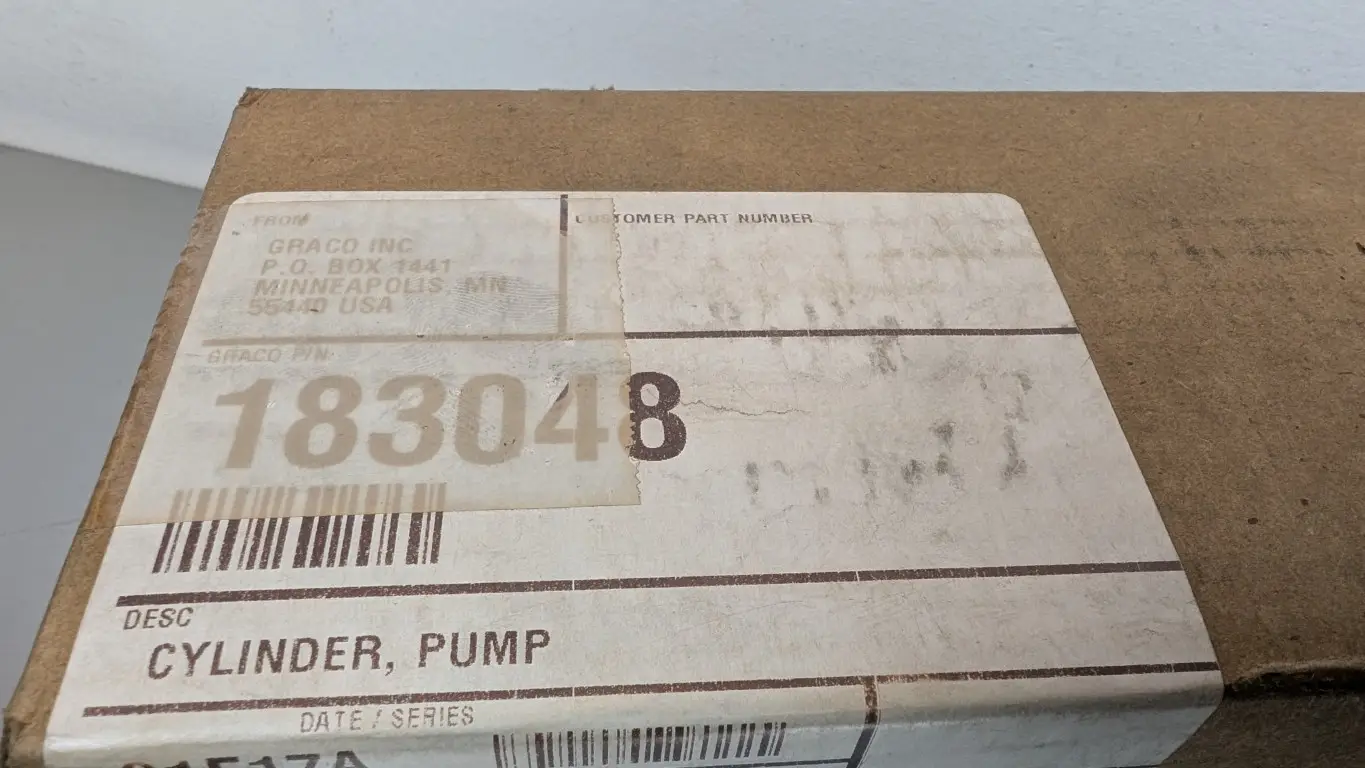 FROM
GRACO INC
P.O. BOX 1441
MINNEAPOLIS, MN
55440 USA
CUSTOMER PART NUMBER
GRACO P/N
183048
DESC
CYLINDER, PUMP
DATE / SERIES